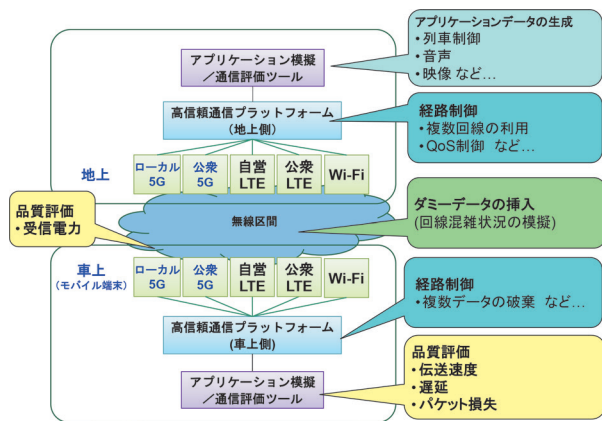 アプリケーションデータの生成
・列車制御
・音声
・映像 など…
アプリケーション模擬
／通信評価ツール
高信頼通信プラットフォーム
(地上側)
経路制御
・複数回線の利用
・QoS制御 など…
地上
ローカル
5G
公衆
5G
自営
LTE
公衆
LTE
Wi-Fi
品質評価
・受信電力
無線区間
ダミーデータの挿入
(回線混雑状況の模擬)
車上
(モバイル端末)
ローカル
5G
公衆
5G
自営
LTE
公衆
LTE
Wi-Fi
経路制御
・複数データの破棄 など…
高信頼通信プラットフォーム
(車上側)
アプリケーション模擬
／通信評価ツール
品質評価
・伝送速度
・遅延
・パケット損失